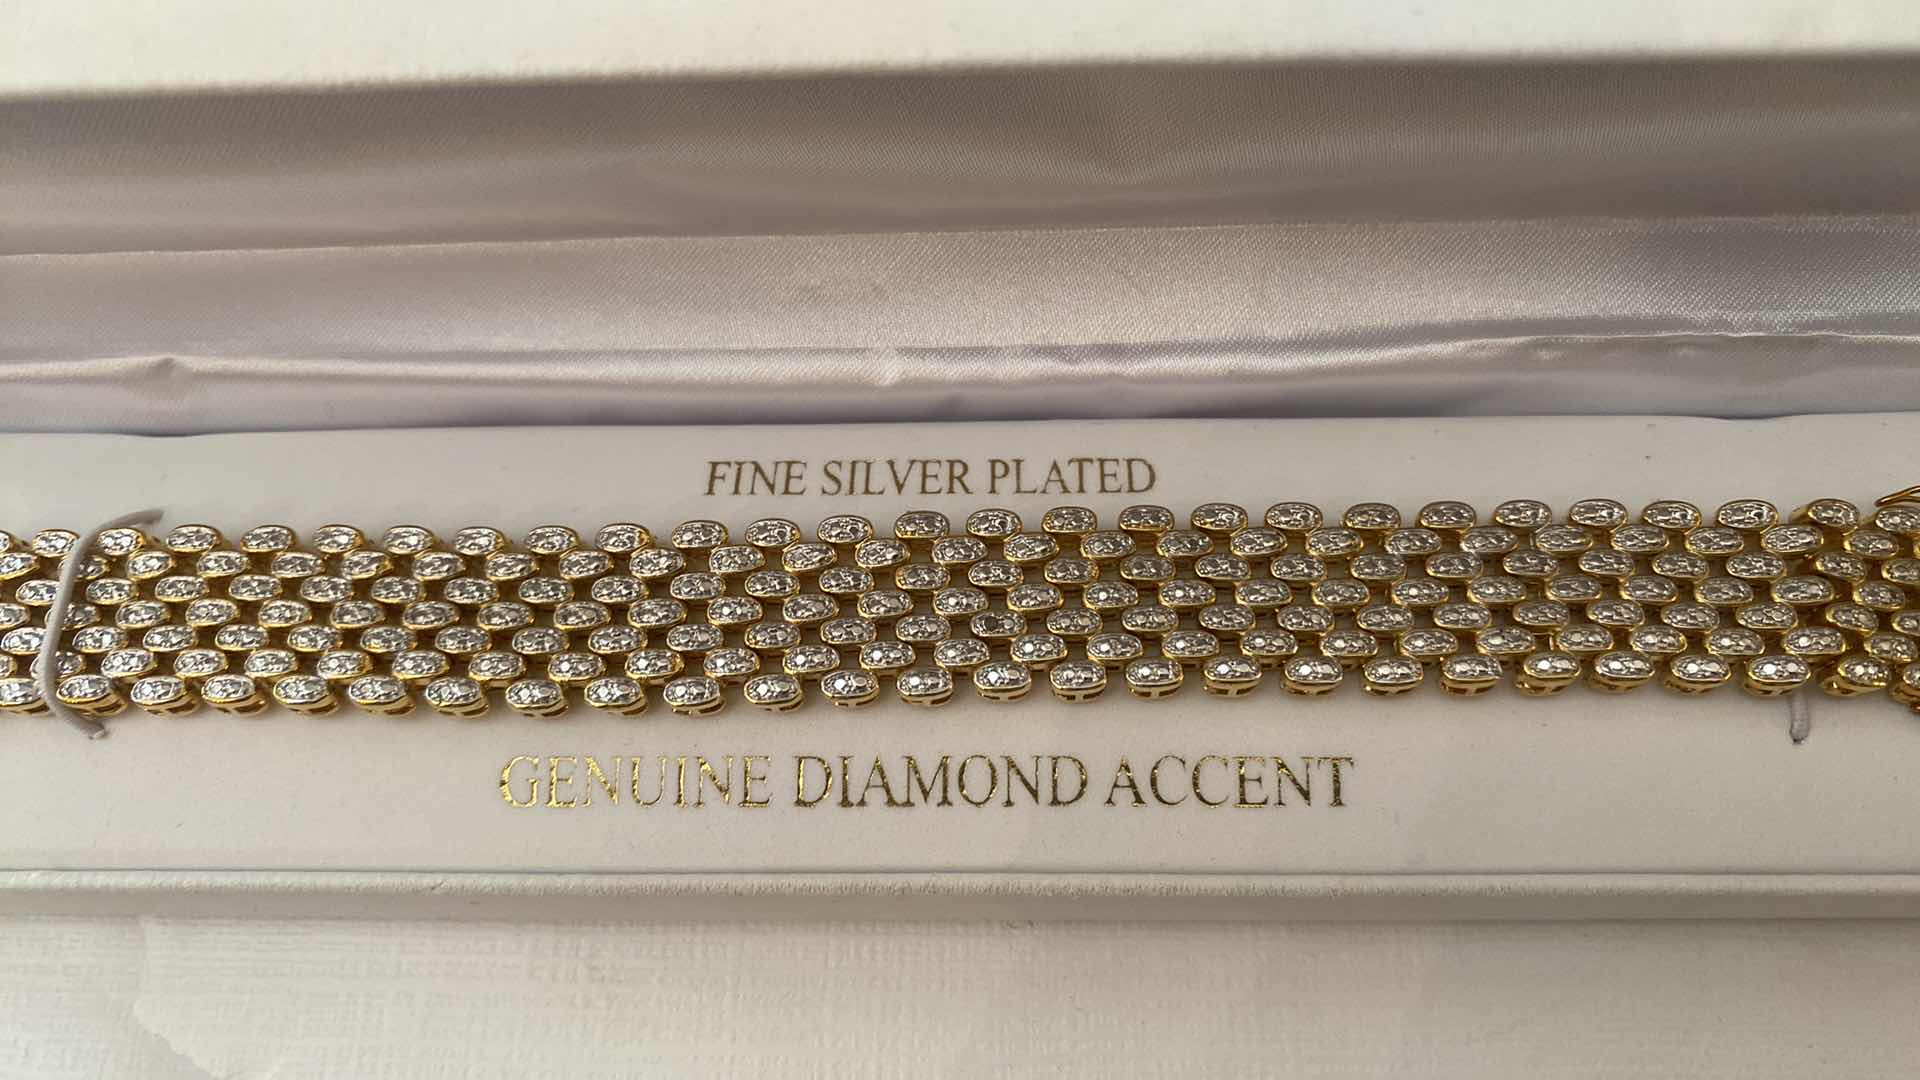 FINE SILVER PLATED
GENUINE DIAMOND ACCENT